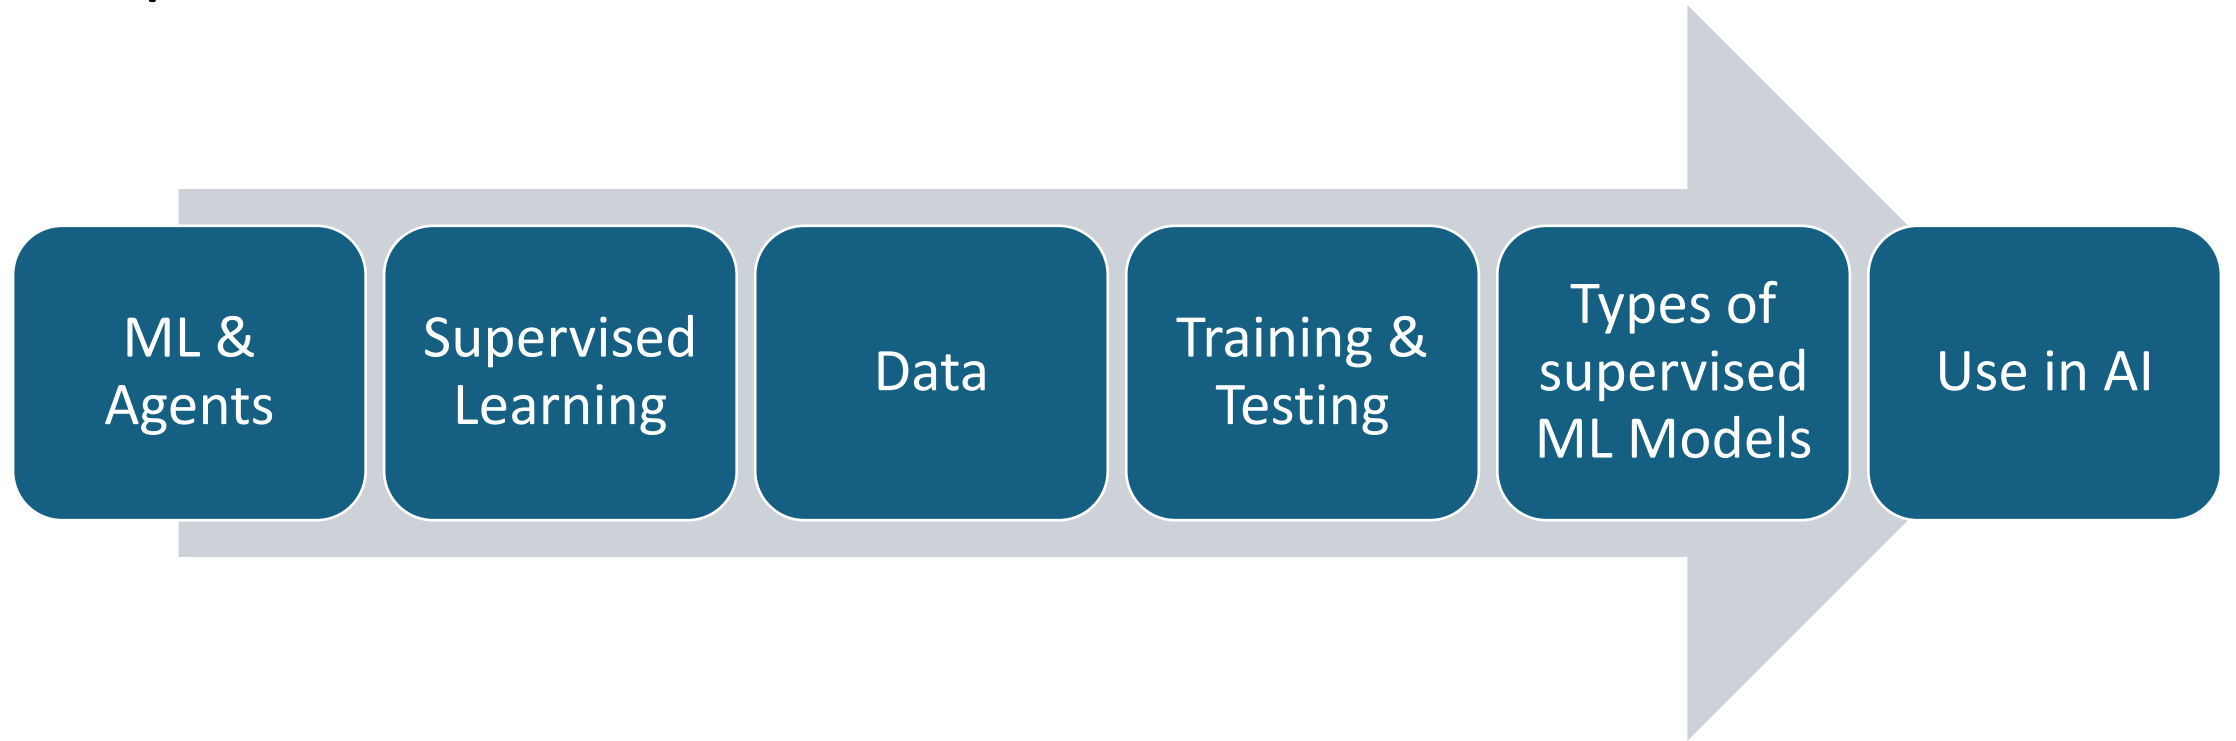 ML &
Agents
Supervised
Learning
Data
Training &
Testing
Types of
supervised
ML Models
Use in AI